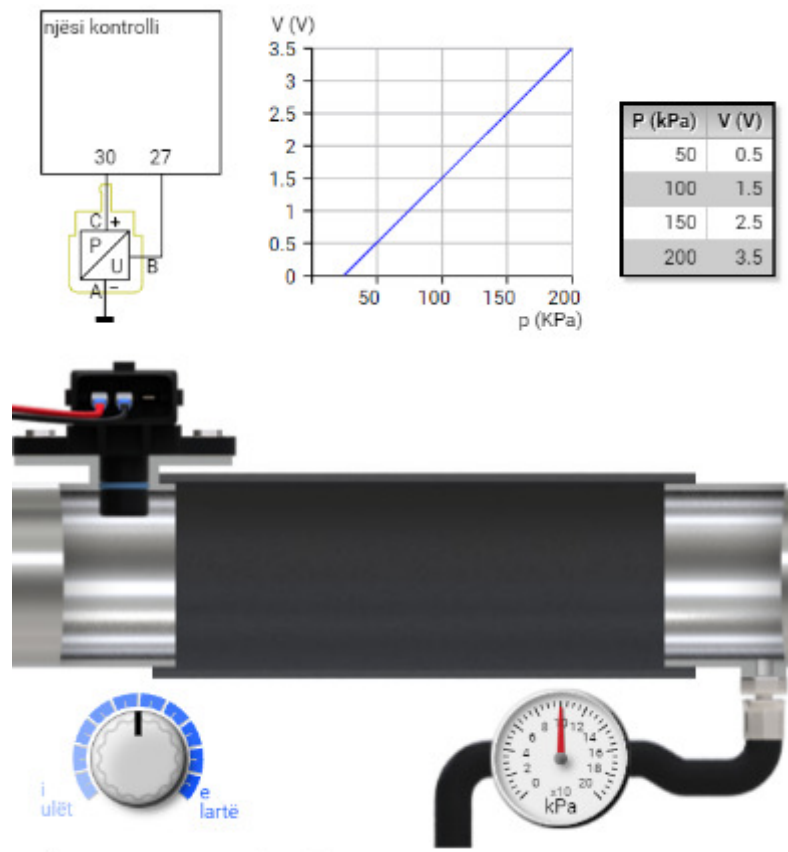 njësi kontrolli
30 27
C +
P
U
B
A −
V (V)
3.5
3
2.5
2
1.5
1
0.5
0
50 100 150 200
p (KPa)
P (kPa) V (V)
50 0.5
100 1.5
150 2.5
200 3.5
i
ulët
e
lartë
0 2 4 6 8 10 12 14 16 18 20
x10
kPa